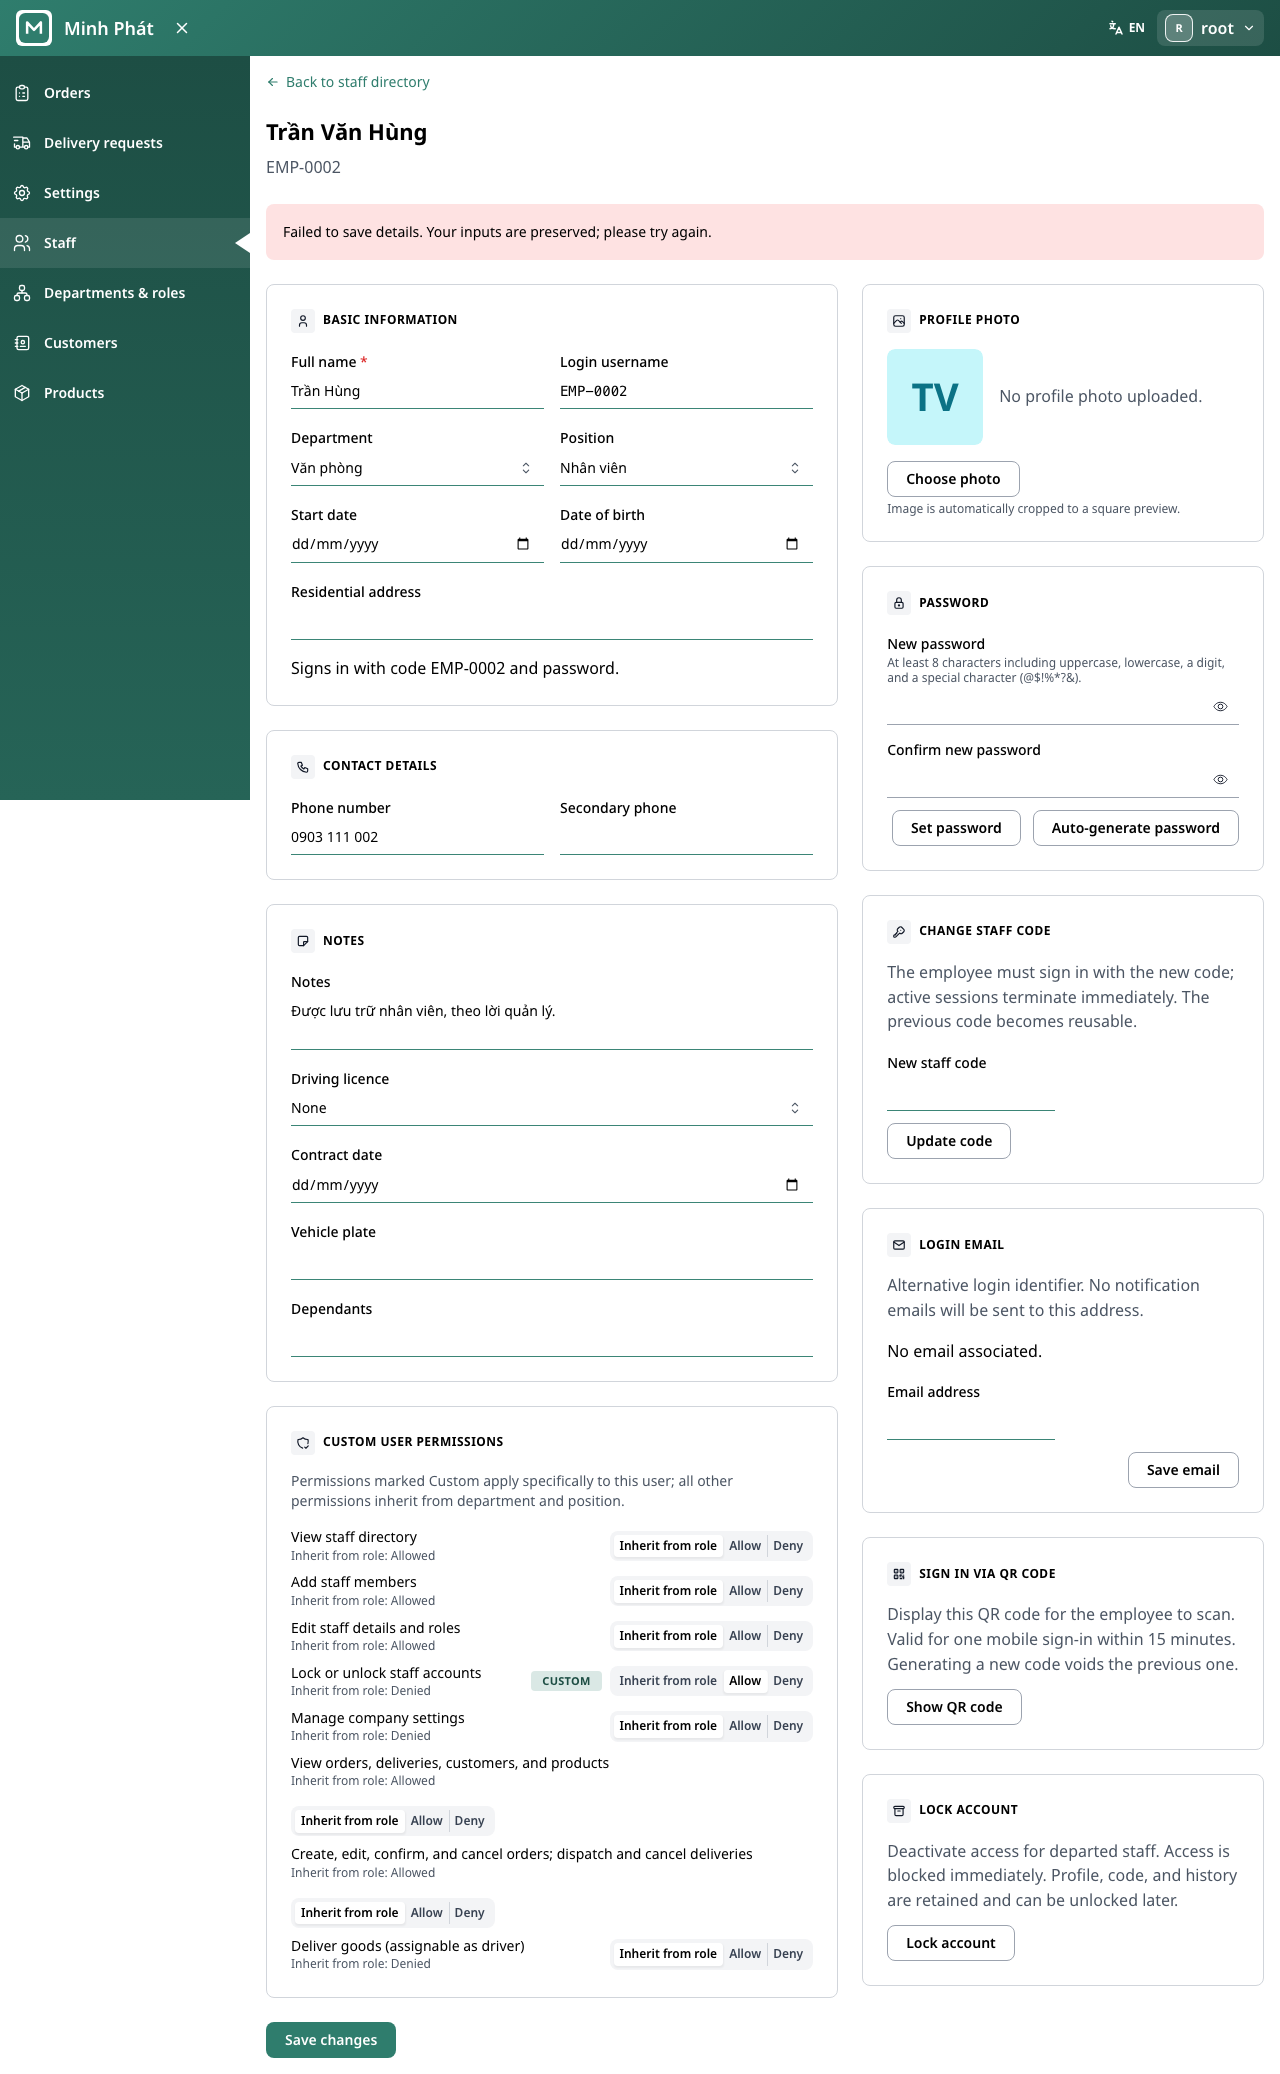 Minh Phát
EN
R
root
Orders
Delivery requests
Settings
Staff
Departments & roles
Customers
Products
Back to staff directory
Trần Văn Hùng
EMP-0002
Failed to save details. Your inputs are preserved; please try again.
BASIC INFORMATION
Full name *
Trần Hùng
Login username
EMP-0002
Department
Văn phòng
Position
Nhân viên
Start date
dd/mm/yyyy
Date of birth
dd/mm/yyyy
Residential address
Signs in with code EMP-0002 and password.
CONTACT DETAILS
Phone number
0903 111 002
Secondary phone
NOTES
Notes
Được lưu trữ nhân viên, theo lời quản lý.
Driving licence
None
Contract date
dd/mm/yyyy
Vehicle plate
Dependants
CUSTOM USER PERMISSIONS
Permissions marked Custom apply specifically to this user; all other
permissions inherit from department and position.
View staff directory
Inherit from role: Allowed
Inherit from role Allow Deny
Add staff members
Inherit from role: Allowed
Inherit from role Allow Deny
Edit staff details and roles
Inherit from role: Allowed
Inherit from role Allow Deny
Lock or unlock staff accounts
Inherit from role: Denied
CUSTOM
Inherit from role Allow Deny
Manage company settings
Inherit from role: Denied
Inherit from role Allow Deny
View orders, deliveries, customers, and products
Inherit from role: Allowed
Inherit from role Allow Deny
Create, edit, confirm, and cancel orders; dispatch and cancel deliveries
Inherit from role: Allowed
Inherit from role Allow Deny
Deliver goods (assignable as driver)
Inherit from role: Denied
Inherit from role Allow Deny
Save changes
PROFILE PHOTO
TV
No profile photo uploaded.
Choose photo
Image is automatically cropped to a square preview.
PASSWORD
New password
At least 8 characters including uppercase, lowercase, a digit,
and a special character (@$!%*?&).
Confirm new password
Set password
Auto-generate password
CHANGE STAFF CODE
The employee must sign in with the new code;
active sessions terminate immediately. The
previous code becomes reusable.
New staff code
Update code
LOGIN EMAIL
Alternative login identifier. No notification
emails will be sent to this address.
No email associated.
Email address
Save email
SIGN IN VIA QR CODE
Display this QR code for the employee to scan.
Valid for one mobile sign-in within 15 minutes.
Generating a new code voids the previous one.
Show QR code
LOCK ACCOUNT
Deactivate access for departed staff. Access is
blocked immediately. Profile, code, and history
are retained and can be unlocked later.
Lock account